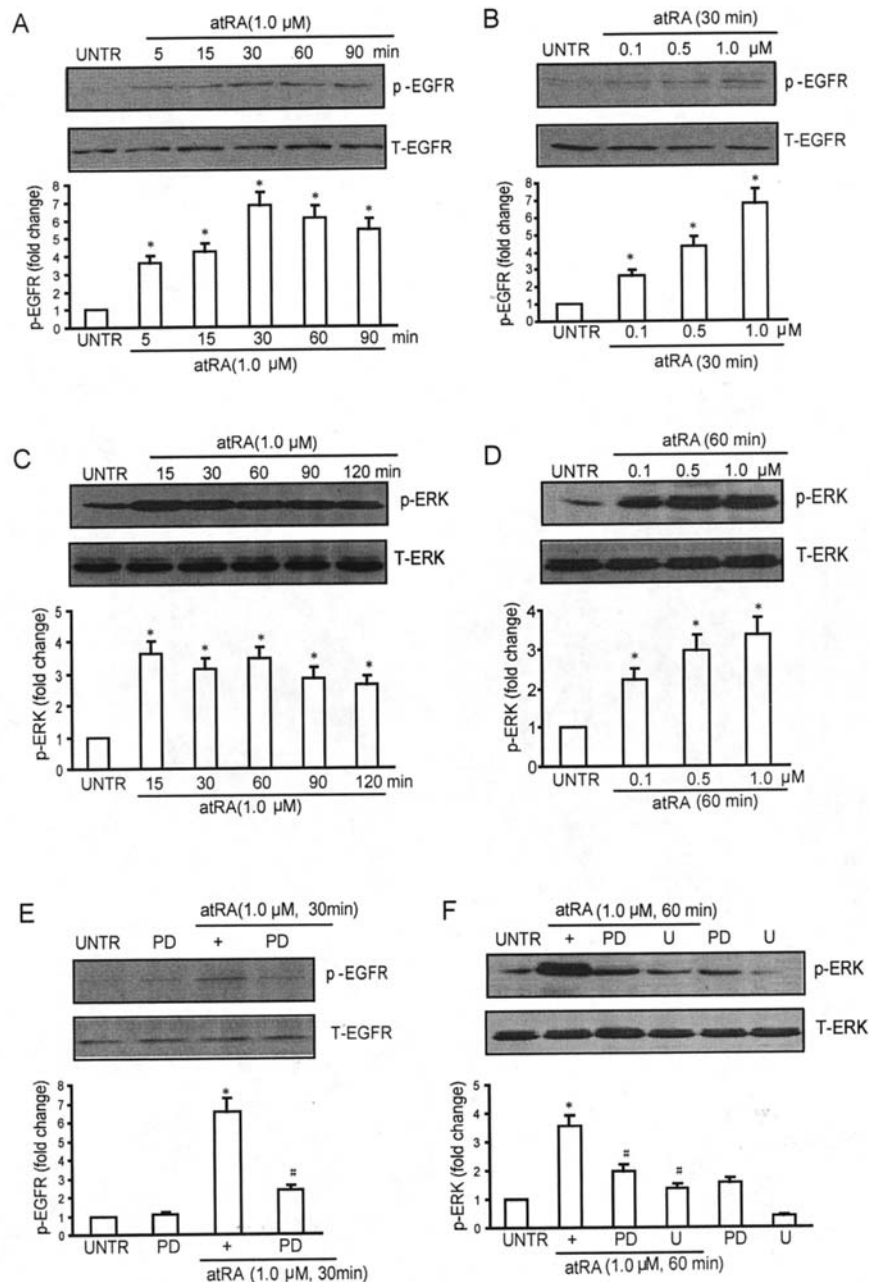 A
atRA(1.0 µM)
UNTR 5 15 30 60 90 min
p-EGFR
T-EGFR
p-EGFR (fold change)
8
7
6
5
4
3
2
1
0
* * * * *
UNTR 5 15 30 60 90 min
atRA(1.0 µM)
B
atRA (30 min)
UNTR 0.1 0.5 1.0 µM
p-EGFR
T-EGFR
p-EGFR (fold change)
8
7
6
5
4
3
2
1
0
* * *
UNTR 0.1 0.5 1.0 µM
atRA (30 min)
C
atRA(1.0 µM)
UNTR 15 30 60 90 120 min
p-ERK
T-ERK
p-ERK (fold change)
5
4
3
2
1
0
* * * * *
UNTR 15 30 60 90 120 min
atRA(1.0 µM)
D
atRA (60 min)
UNTR 0.1 0.5 1.0 µM
p-ERK
T-ERK
p-ERK (fold change)
4
3
2
1
0
* * *
UNTR 0.1 0.5 1.0 µM
atRA (60 min)
E
atRA(1.0 µM, 30min)
UNTR PD + PD
p-EGFR
T-EGFR
p-EGFR (fold change)
8
7
6
5
4
3
2
1
0
* #
UNTR PD + PD
atRA (1.0 µM, 30min)
F
atRA (1.0 µM, 60 min)
UNTR + PD U PD U
p-ERK
T-ERK
p-ERK (fold change)
5
4
3
2
1
0
* # #
UNTR + PD U PD U
atRA (1.0 µM, 60 min)